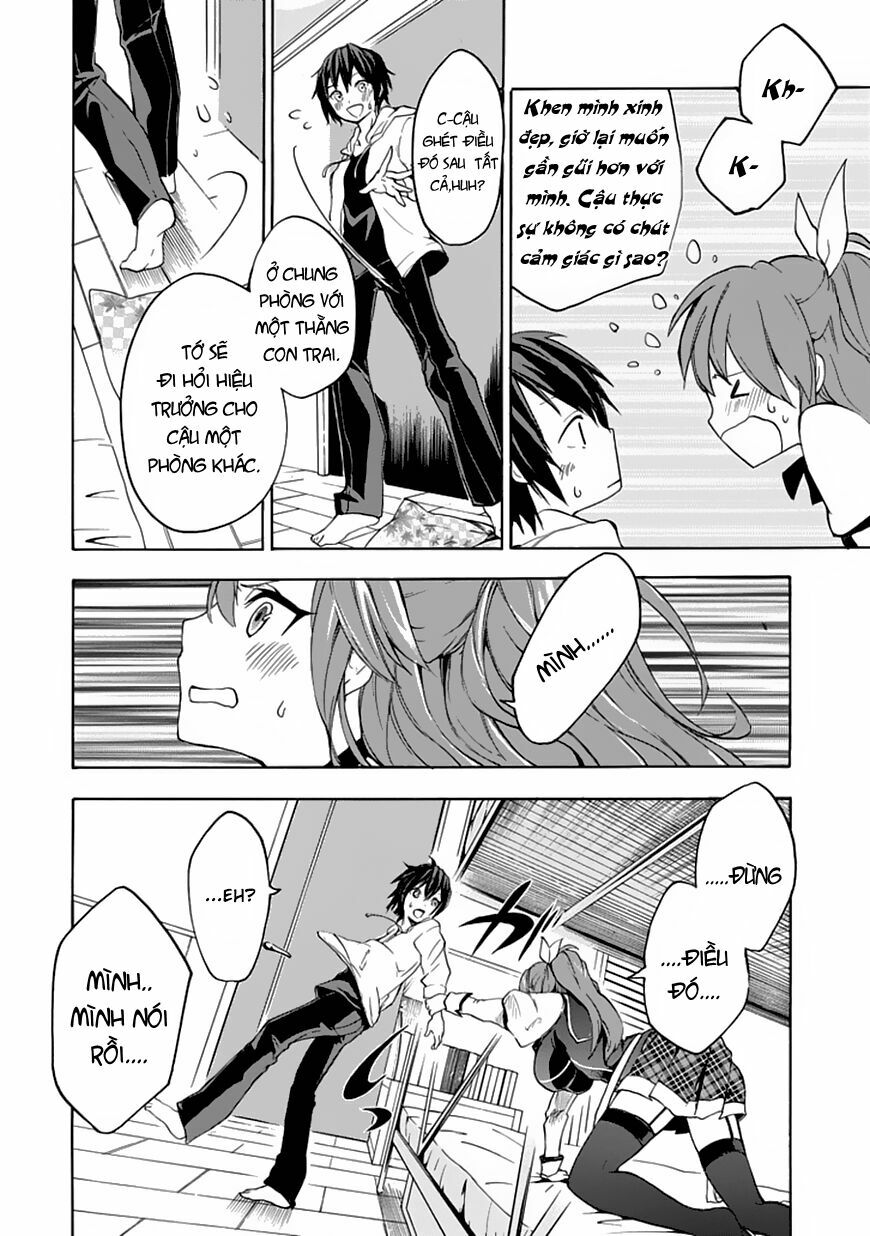 Kh-
K-
Khen mình xinh
đẹp, giờ lại muốn
gần gũi hơn với
mình. Cậu thực
sự không có chút
cảm giác gì sao?
C-CẬU
GHÉT ĐIỀU
ĐÓ SAU TẤT
CẢ,HUH?
Ở CHUNG
PHÒNG VỚI
MỘT THẰNG
CON TRAI.
TỚ SẼ
ĐI HỎI HIỆU
TRƯỞNG CHO
CẬU MỘT
PHÒNG KHÁC.
MÌNH......
.....ĐỪNG
....ĐIỀU
ĐÓ....
ガッ
...EH?
MÌNH..
MÌNH NÓI
RỒI....